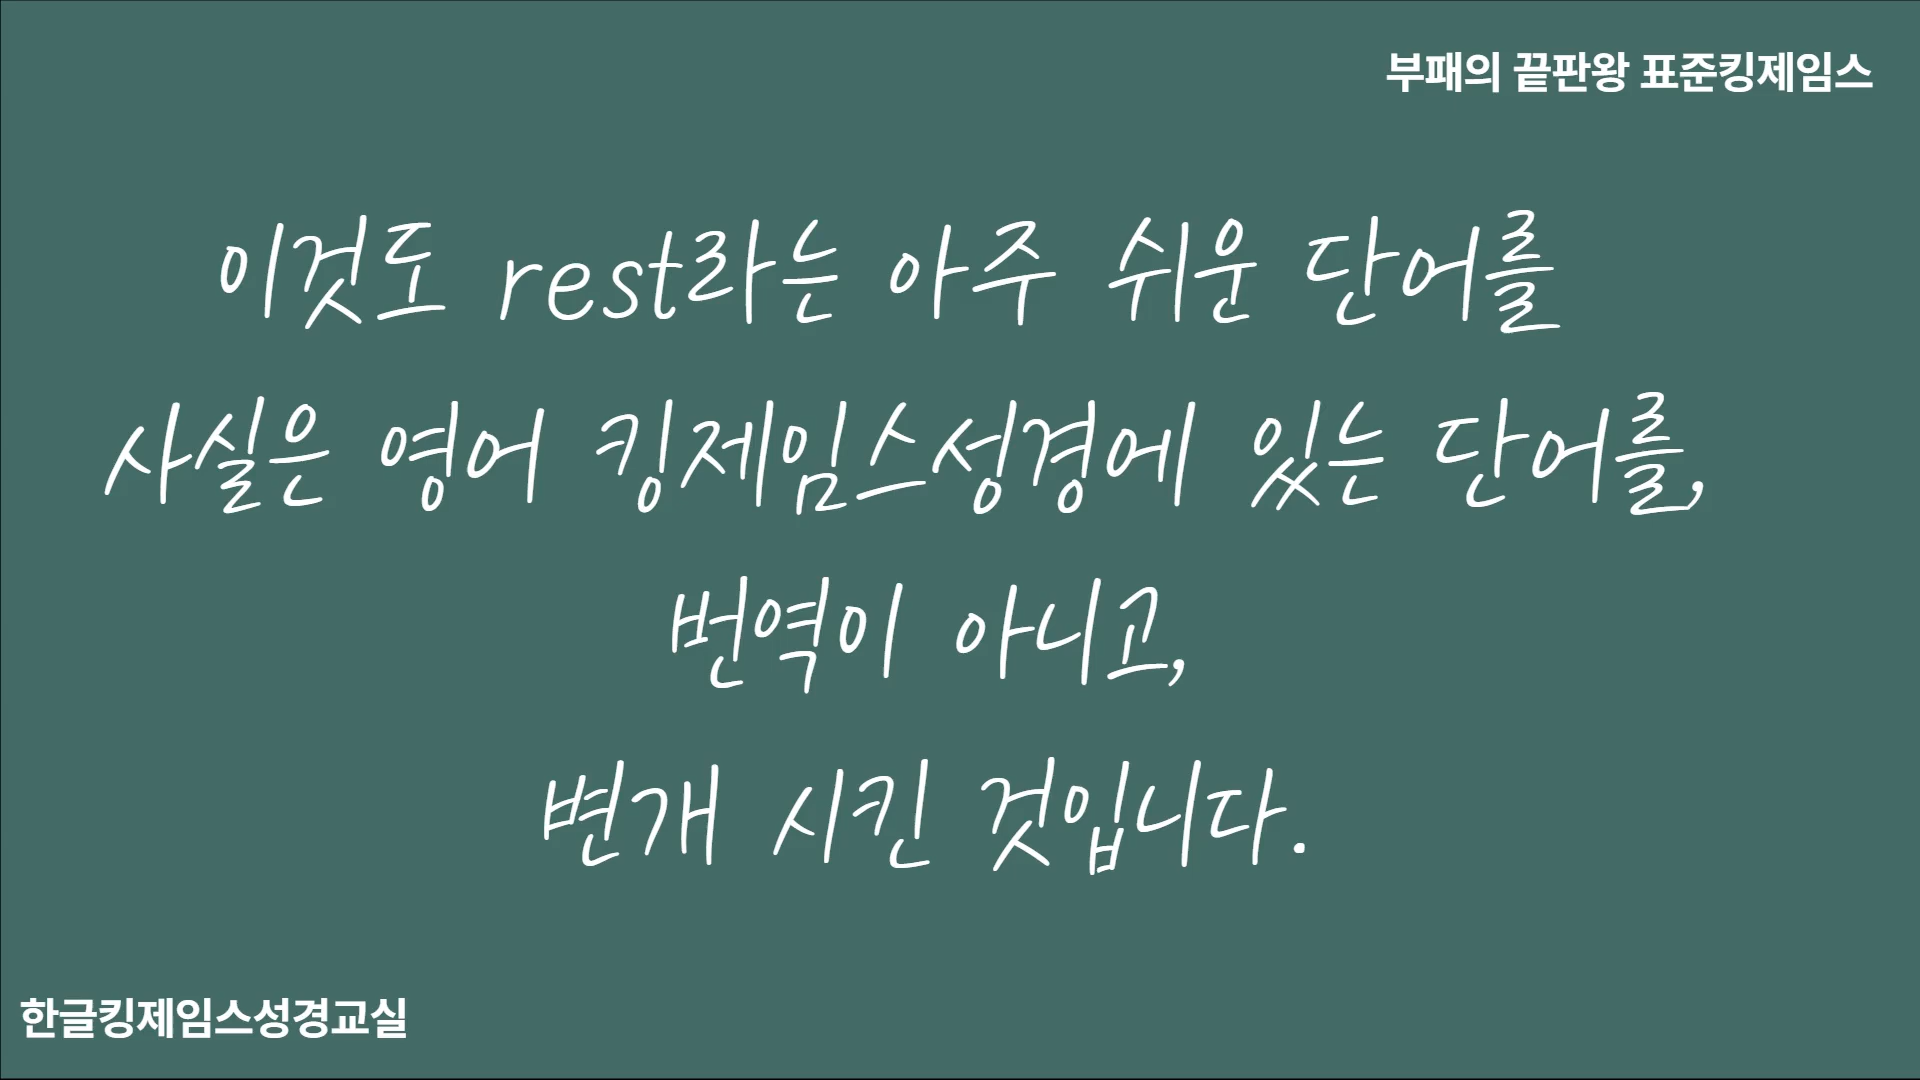 부패의 끝판왕 표준킹제임스
이것도 rest라는 아주 쉬운 단어를
사실은 영어 킹제임스성경에 있는 단어를,
번역이 아니고,
변개 시킨 것입니다.
한글킹제임스성경교실